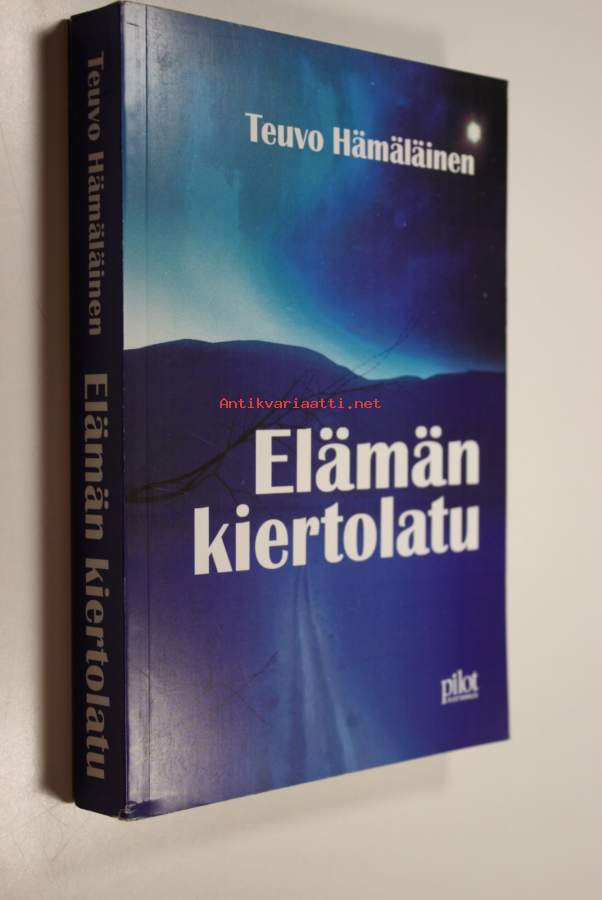 Teuvo Hämäläinen
Elämän kiertolatu
Teuvo Hämäläinen
Antikvariaatti.net
Elämän
kiertolatu
pilot